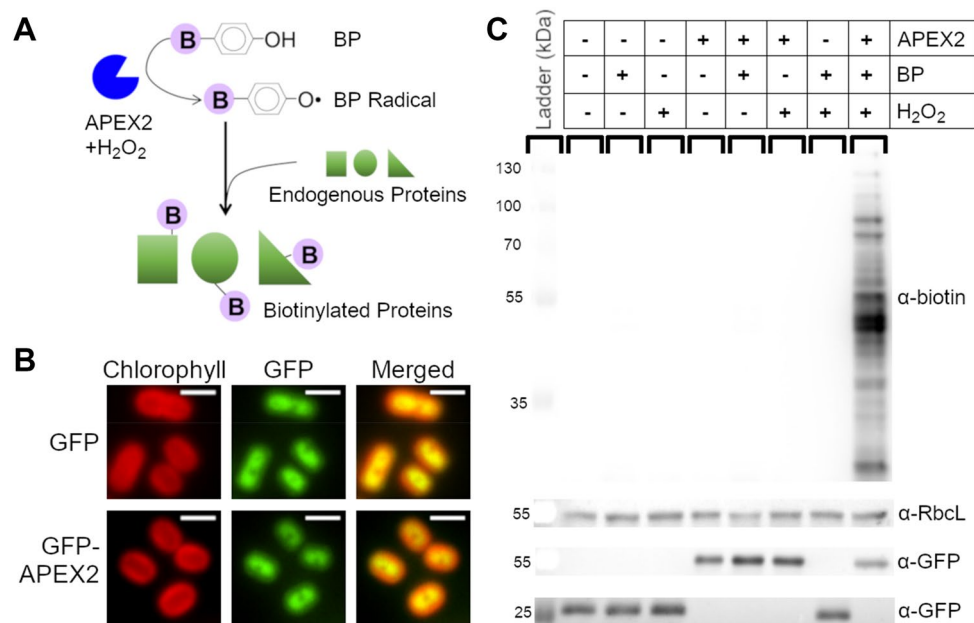 A
B
OH
BP
APEX2
+H₂O₂
B
O•
BP Radical
Endogenous Proteins
B
B
B
Biotinylated Proteins
B
Chlorophyll
GFP
Merged
GFP
GFP-
APEX2
C
Ladder (kDa)
- - - + + + - + APEX2
- + - - + - + + BP
- - + - - + + + H₂O₂
130
100
70
55
35
α-biotin
55
α-RbcL
55
α-GFP
25
α-GFP